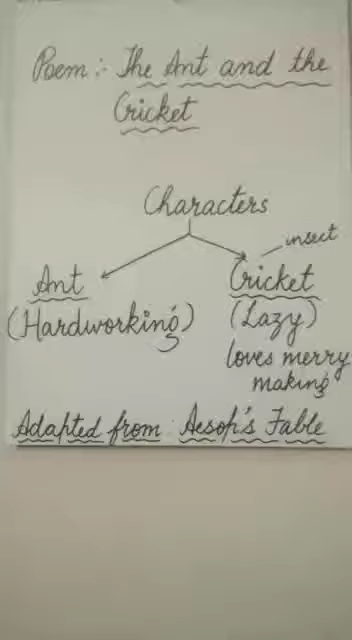 Poem :- The Ant and the
Cricket
Characters
insect
Ant
Cricket
(Hardworking)
(Lazy)
loves merry
making
Adapted from Aesop's Fable